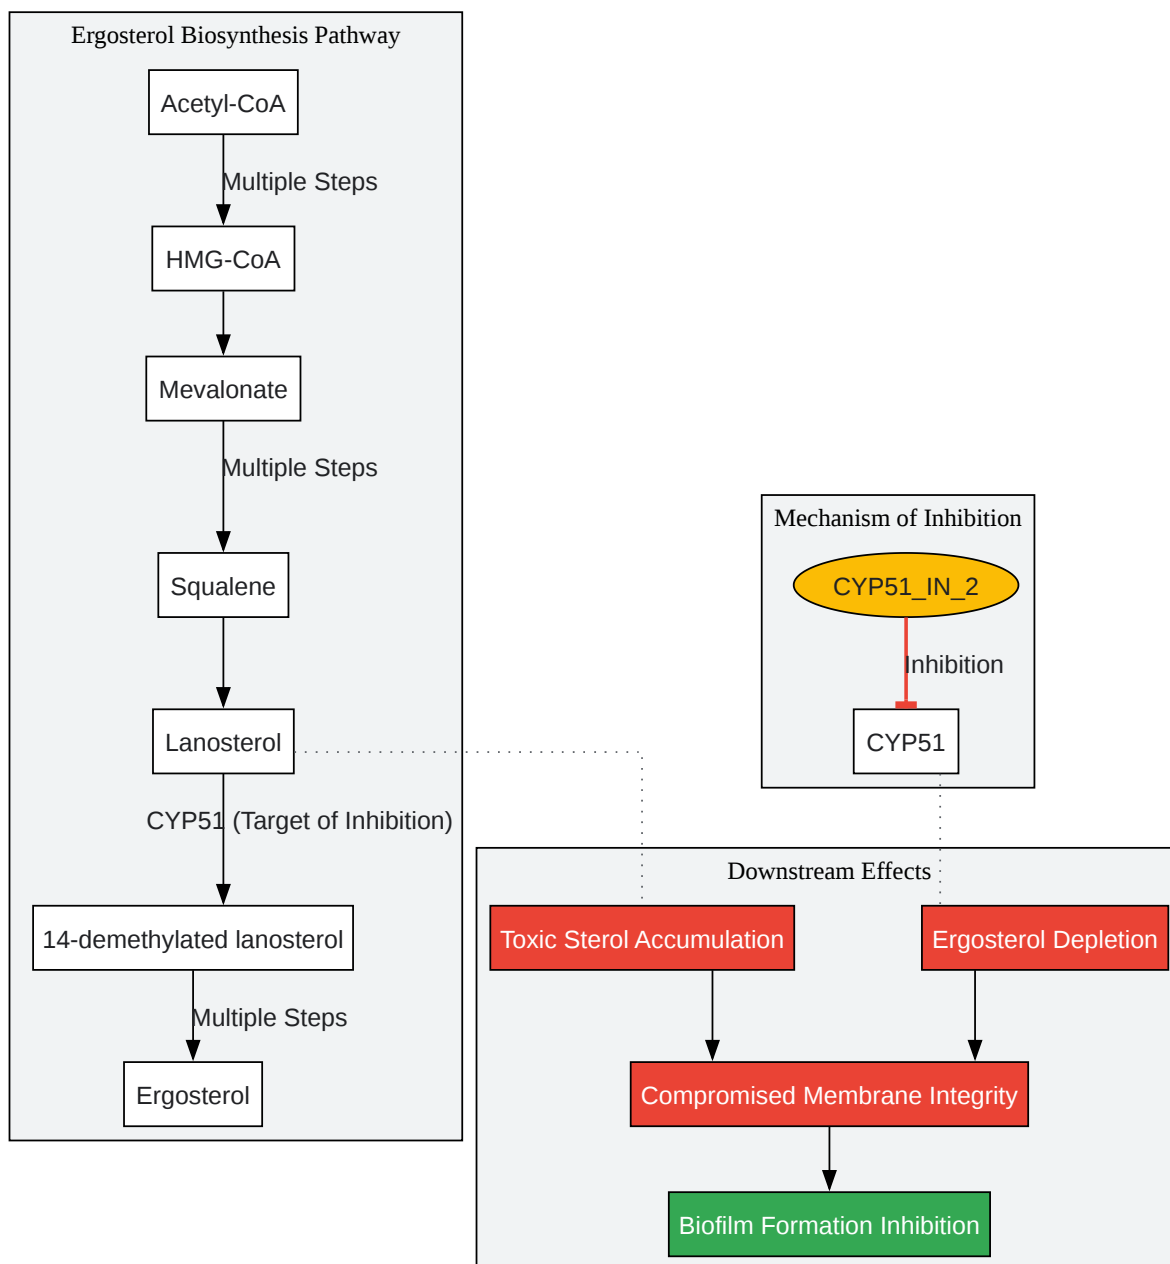 Ergosterol Biosynthesis Pathway
Acetyl-CoA
Multiple Steps
HMG-CoA
Mevalonate
Multiple Steps
Squalene
Lanosterol
CYP51 (Target of Inhibition)
14-demethylated lanosterol
Multiple Steps
Ergosterol
Mechanism of Inhibition
CYP51_IN_2
Inhibition
CYP51
Downstream Effects
Toxic Sterol Accumulation
Ergosterol Depletion
Compromised Membrane Integrity
Biofilm Formation Inhibition